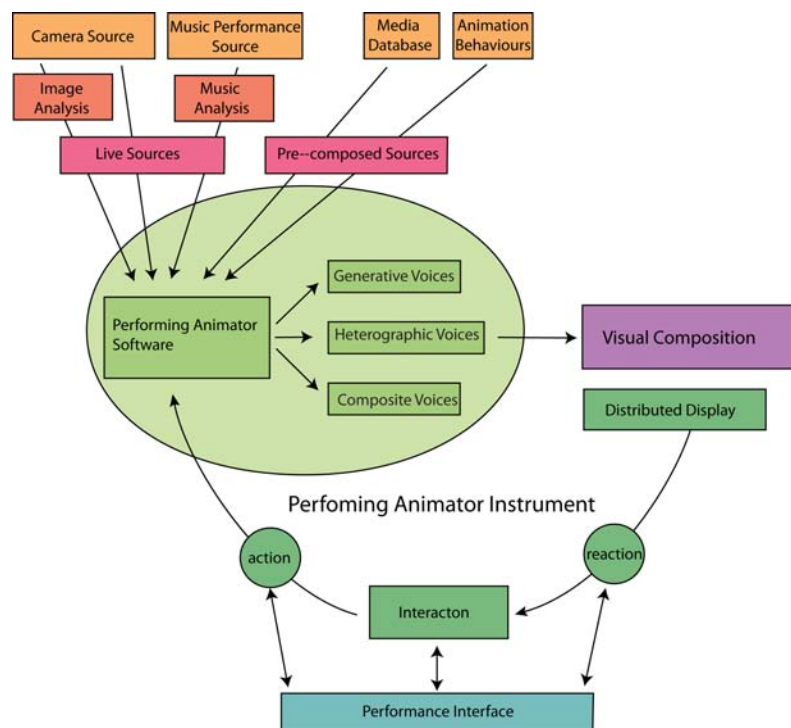 Camera Source
Music Performance
Source
Media
Database
Animation
Behaviours
Image
Analysis
Music
Analysis
Live Sources
Pre--composed Sources
Generative Voices
Performing Animator
Software
Heterographic Voices
Visual Composition
Composite Voices
Distributed Display
Perfoming Animator Instrument
action
reaction
Interacton
Performance Interface